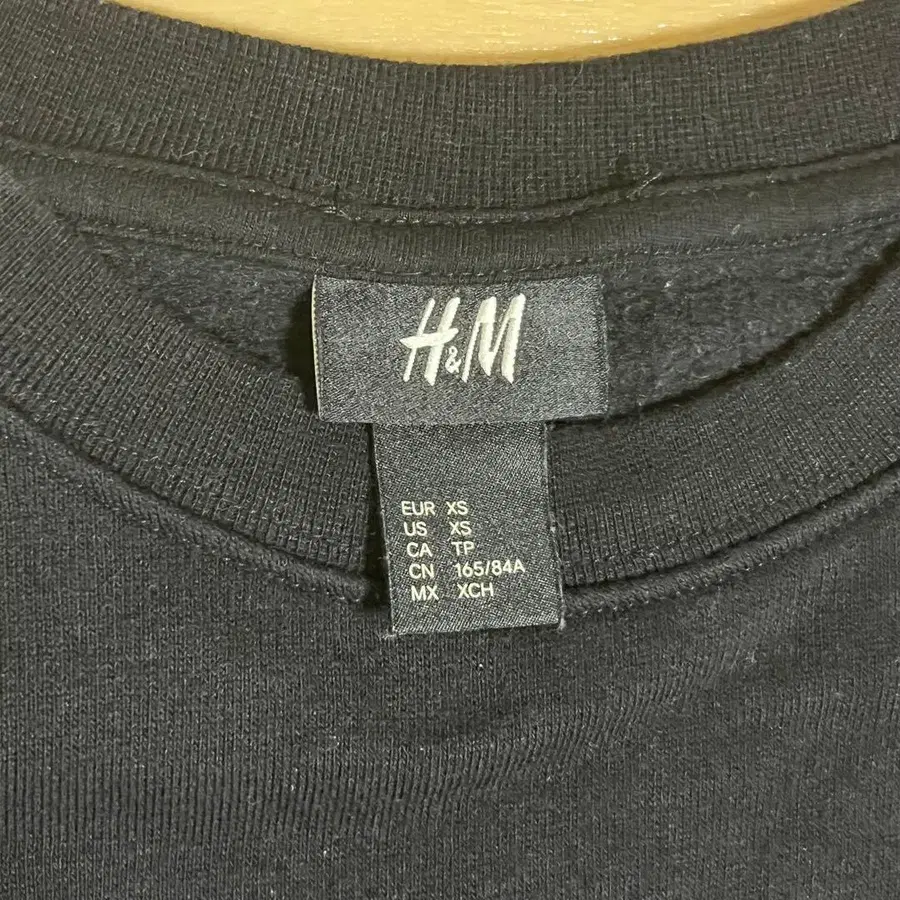 H&M
EUR XS
US XS
CA TP
CN 165/84A
MX XCH